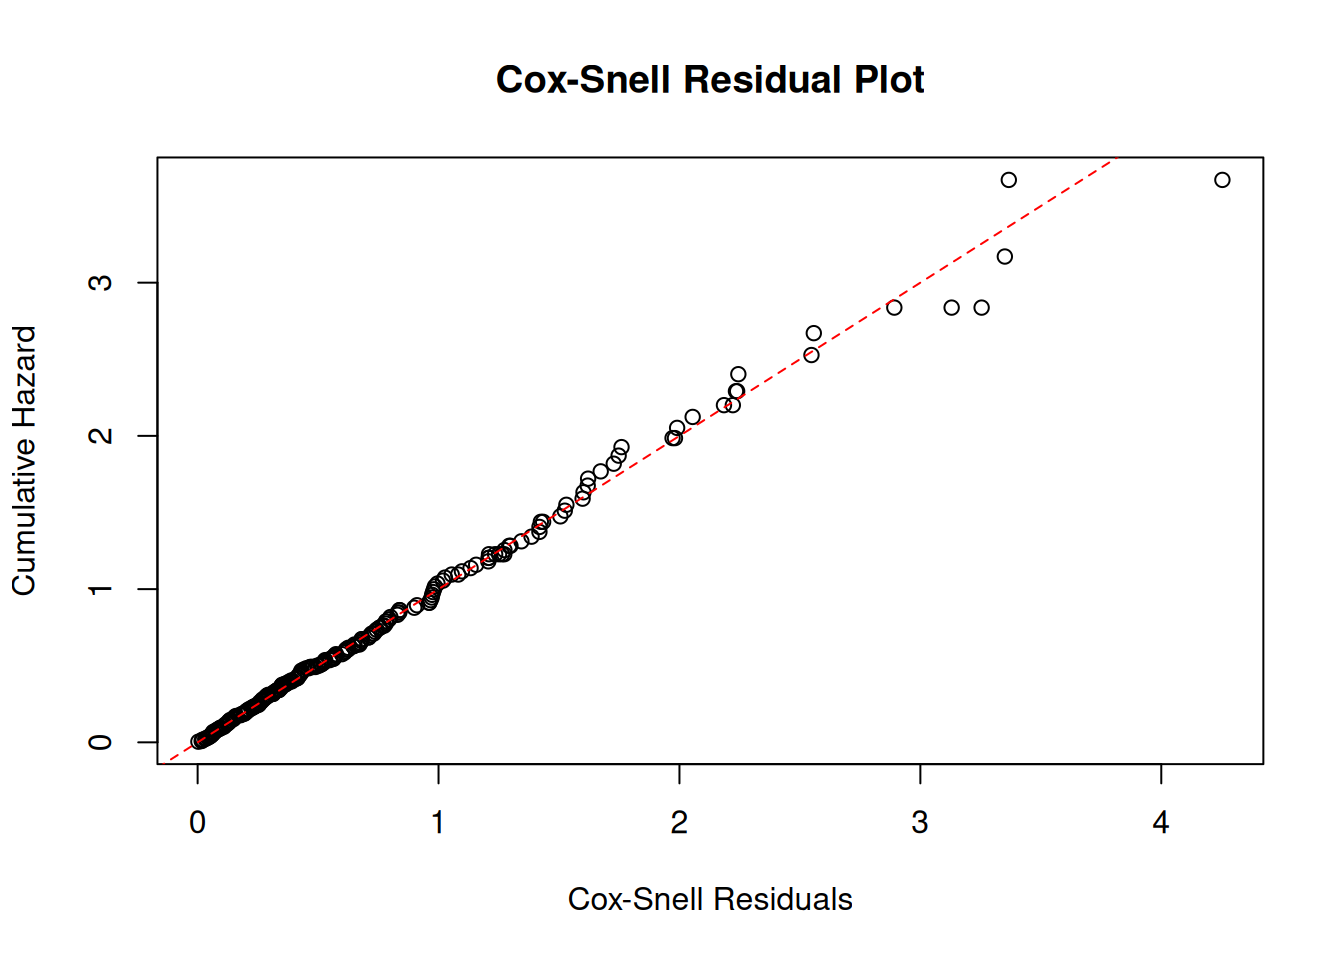 Cox-Snell Residual Plot
Cumulative Hazard
3
2
1
0
0 1 2 3 4
Cox-Snell Residuals